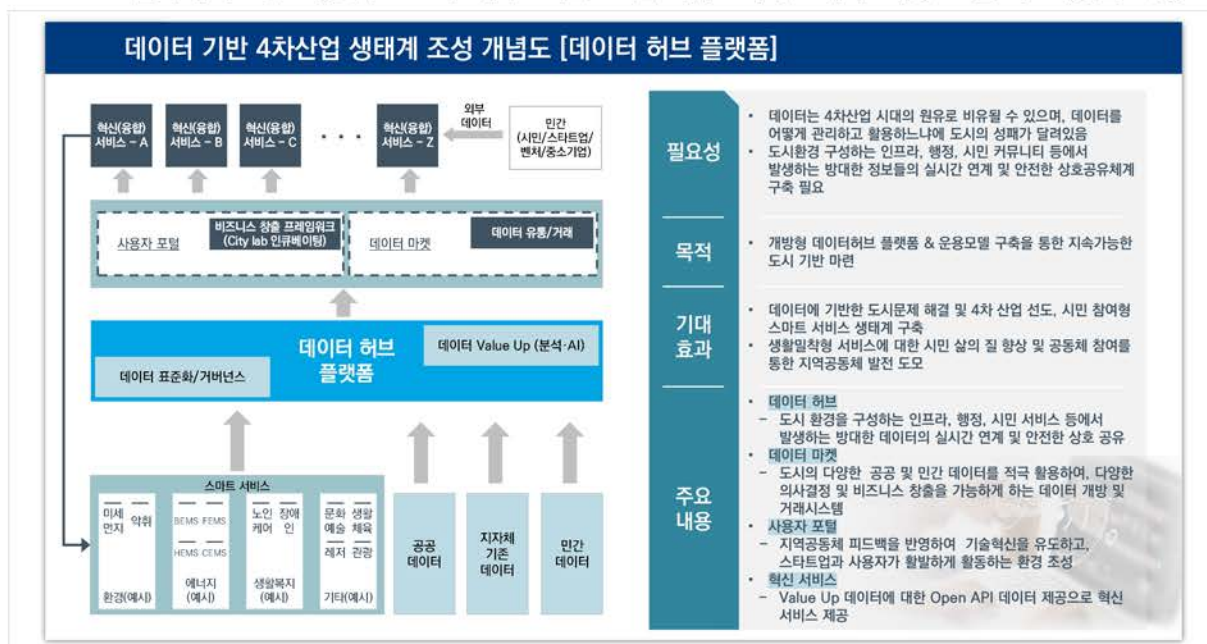 데이터 기반 4차산업 생태계 조성 개념도 [데이터 허브 플랫폼]
혁신(융합)
서비스 – A
혁신(융합)
서비스 – B
혁신(융합)
서비스 – C
· · ·
혁신(융합)
서비스 – Z
외부
데이터
민간
(시민/스타트업/
벤처/중소기업)
사용자 포털
비즈니스 창출 프레임워크
(City lab 인큐베이팅)
데이터 마켓
데이터 유통/거래
데이터 허브
플랫폼
데이터 Value Up (분석·AI)
데이터 표준화/거버넌스
스마트 서비스
미세
먼지
악취
환경(예시)
BEMS FEMS
HEMS CEMS
에너지
(예시)
노인
케어
장애
인
생활복지
(예시)
문화
예술
생활
체육
레저 관광
기타(예시)
공공
데이터
지자체
기존
데이터
민간
데이터
필요성
• 데이터는 4차산업 시대의 원유로 비유될 수 있으며, 데이터를
어떻게 관리하고 활용하느냐에 도시의 성패가 달려있음
• 도시환경 구성하는 인프라, 행정, 시민 커뮤니티 등에서
발생하는 방대한 정보들의 실시간 연계 및 안전한 상호공유체계
구축 필요
목적
• 개방형 데이터허브 플랫폼 & 운용모델 구축을 통한 지속가능한
도시 기반 마련
기대
효과
• 데이터에 기반한 도시문제 해결 및 4차 산업 선도, 시민 참여형
스마트 서비스 생태계 구축
• 생활밀착형 서비스에 대한 시민 삶의 질 향상 및 공동체 참여를
통한 지역공동체 발전 도모
주요
내용
• 데이터 허브
– 도시 환경을 구성하는 인프라, 행정, 시민 서비스 등에서
발생하는 방대한 데이터의 실시간 연계 및 안전한 상호 공유
• 데이터 마켓
– 도시의 다양한 공공 및 민간 데이터를 적극 활용하여, 다양한
의사결정 및 비즈니스 창출을 가능하게 하는 데이터 개방 및
거래시스템
• 사용자 포털
– 지역공동체 피드백을 반영하여 기술혁신을 유도하고,
스타트업과 사용자가 활발하게 활동하는 환경 조성
• 혁신 서비스
– Value Up 데이터에 대한 Open API 데이터 제공으로 혁신
서비스 제공